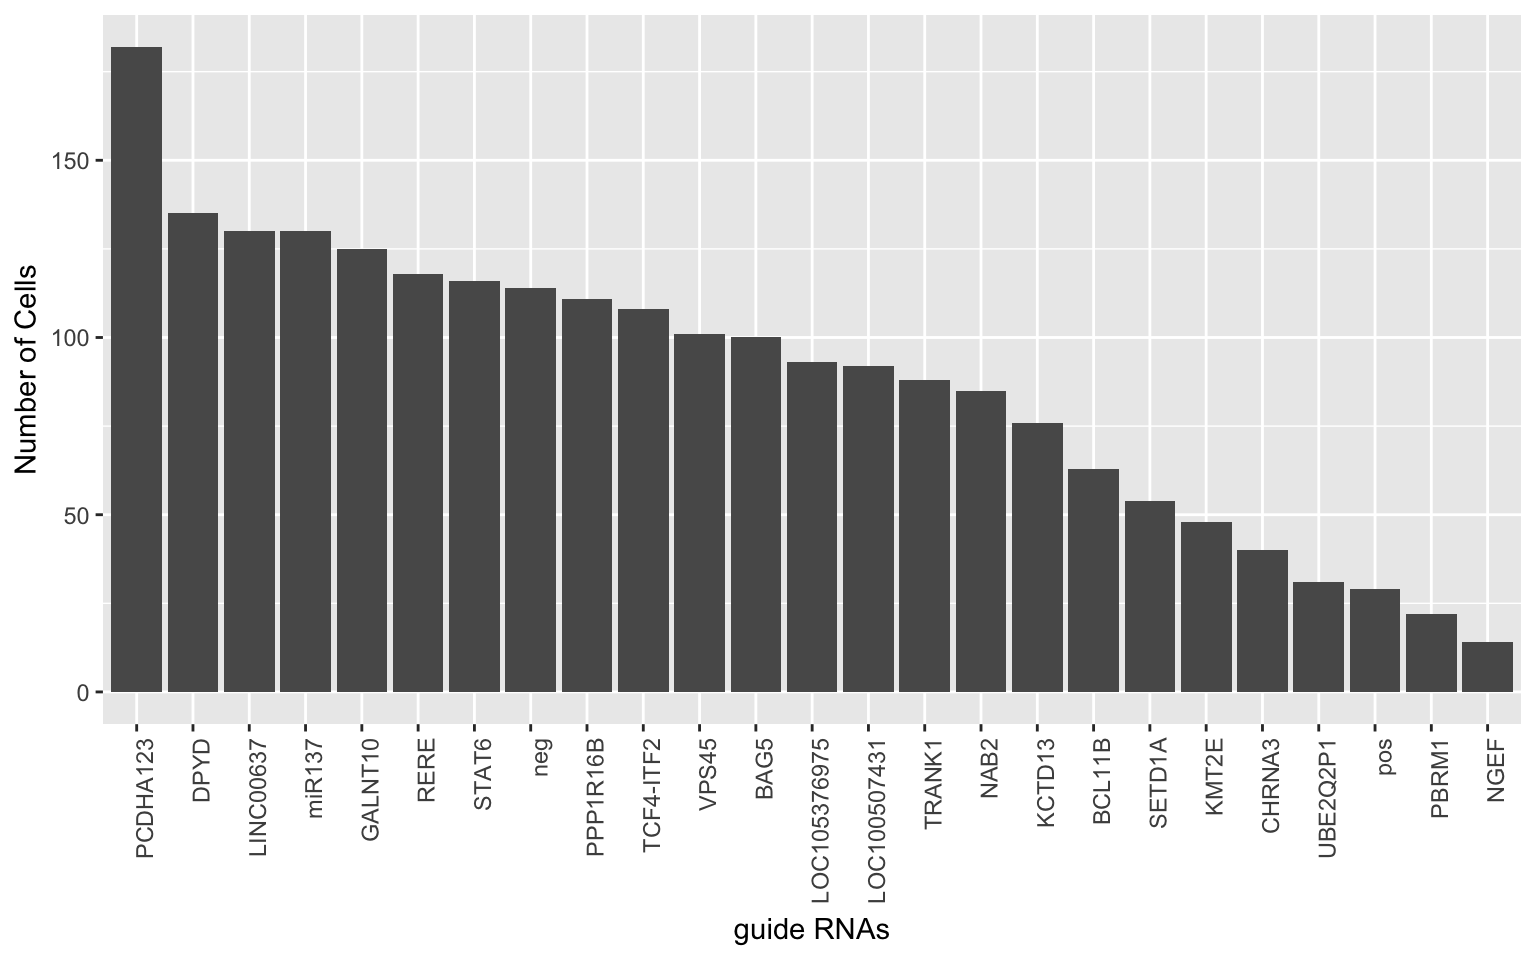 Number of Cells
150
100
50
0
PCDHA123
DPYD
LINC00637
miR137
GALNT10
RERE
STAT6
neg
PPP1R16B
TCF4-ITF2
VPS45
BAG5
LOC105376975
LOC100507431
TRANK1
NAB2
KCTD13
BCL11B
SETD1A
KMT2E
CHRNA3
UBE2Q2P1
pos
PBRM1
NGEF
guide RNAs